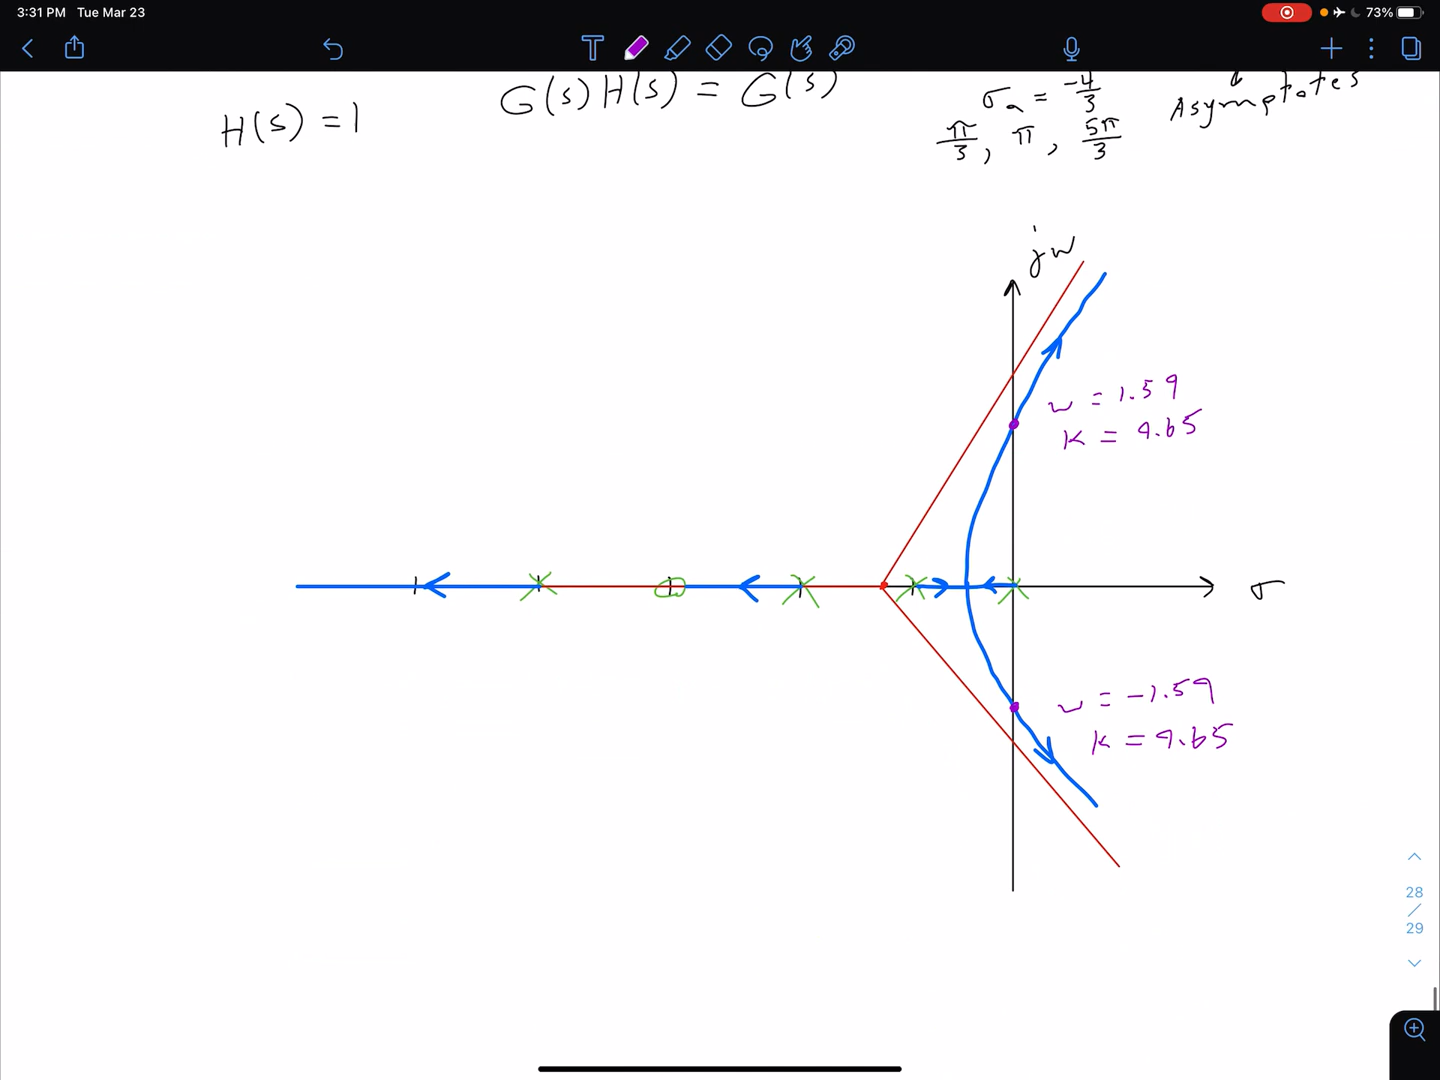 3:31 PM Tue Mar 23
73%
T
G(s)H(s) = G(s)
H(s) = 1
σₐ = -4/3
π/3, π, 5π/3
Asymptotes
jω
ω = 1.59
K = 9.65
σ
ω = -1.59
K = 9.65
28
/
29